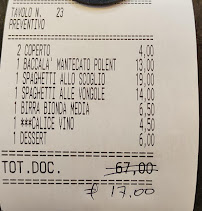 TAVOLO N. 23
PREVENTIVO
2 COPERTO 4,00
1 BACCALA' MANTECATO POLENT 13,00
1 SPAGHETTI ALLO SCOGLIO 19,00
1 SPAGHETTI ALLE VONGOLE 14,00
1 BIRRA BIONDA MEDIA 6,50
1 ***CALICE VINO 4,50
1 DESSERT 6,00
TOT.DOC. 67,00
€ 17,00